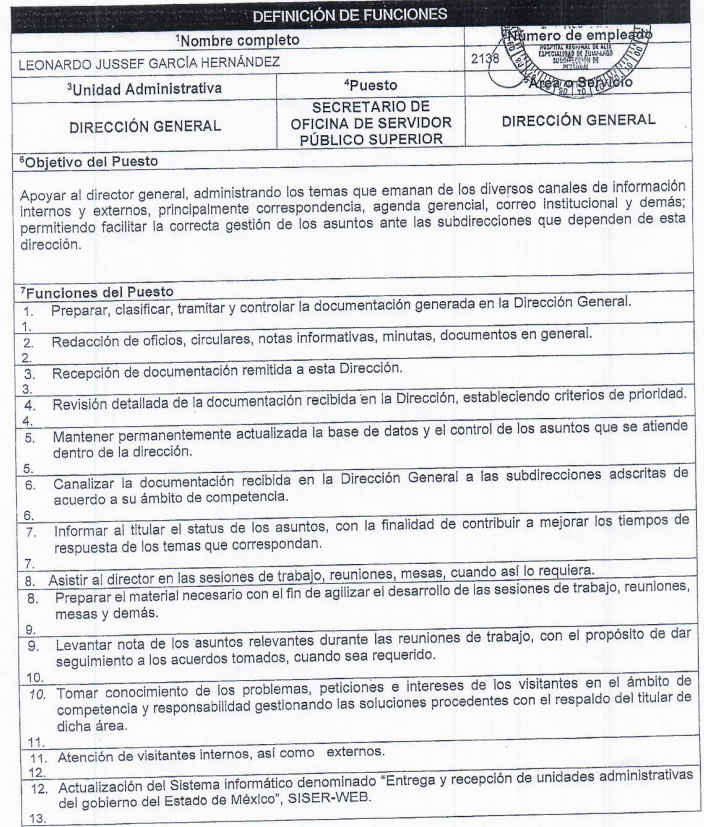 DEFINICIÓN DE FUNCIONES
¹Nombre completo
Número de empleado
LEONARDO JUSSEF GARCÍA HERNÁNDEZ
2138
HOSPITAL REGIONAL DE ALTA
ESPECIALIDAD DE ZUMPANGO
SUBDIRECCIÓN DE
PERSONAL
³Unidad Administrativa
⁴Puesto
⁵Área o Servicio
DIRECCIÓN GENERAL
SECRETARIO DE
OFICINA DE SERVIDOR
PÚBLICO SUPERIOR
DIRECCIÓN GENERAL
⁶Objetivo del Puesto
Apoyar al director general, administrando los temas que emanan de los diversos canales de información
internos y externos, principalmente correspondencia, agenda gerencial, correo institucional y demás;
permitiendo facilitar la correcta gestión de los asuntos ante las subdirecciones que dependen de esta
dirección.
⁷Funciones del Puesto
1. Preparar, clasificar, tramitar y controlar la documentación generada en la Dirección General.
1.
2. Redacción de oficios, circulares, notas informativas, minutas, documentos en general.
2.
3. Recepción de documentación remitida a esta Dirección.
3.
4. Revisión detallada de la documentación recibida en la Dirección, estableciendo criterios de prioridad.
4.
5. Mantener permanentemente actualizada la base de datos y el control de los asuntos que se atiende
dentro de la dirección.
5.
6. Canalizar la documentación recibida en la Dirección General a las subdirecciones adscritas de
acuerdo a su ámbito de competencia.
6.
7. Informar al titular el status de los asuntos, con la finalidad de contribuir a mejorar los tiempos de
respuesta de los temas que correspondan.
7.
8. Asistir al director en las sesiones de trabajo, reuniones, mesas, cuando así lo requiera.
8. Preparar el material necesario con el fin de agilizar el desarrollo de las sesiones de trabajo, reuniones,
mesas y demás.
9.
9. Levantar nota de los asuntos relevantes durante las reuniones de trabajo, con el propósito de dar
seguimiento a los acuerdos tomados, cuando sea requerido.
10.
10. Tomar conocimiento de los problemas, peticiones e intereses de los visitantes en el ámbito de
competencia y responsabilidad gestionando las soluciones procedentes con el respaldo del titular de
dicha área.
11.
11. Atención de visitantes internos, así como externos.
12.
12. Actualización del Sistema informático denominado "Entrega y recepción de unidades administrativas
del gobierno del Estado de México", SISER-WEB.
13.